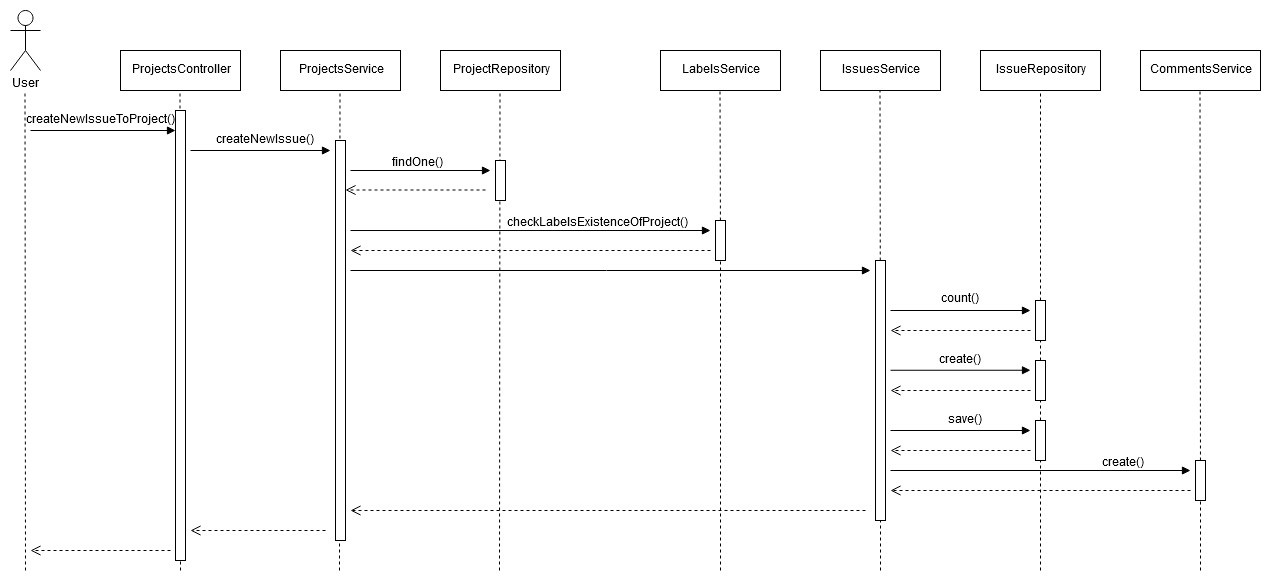 User
ProjectsController
ProjectsService
ProjectRepository
LabelsService
IssuesService
IssueRepository
CommentsService
createNewIssueToProject()
createNewIssue()
findOne()
checkLabelsExistenceOfProject()
count()
create()
save()
create()